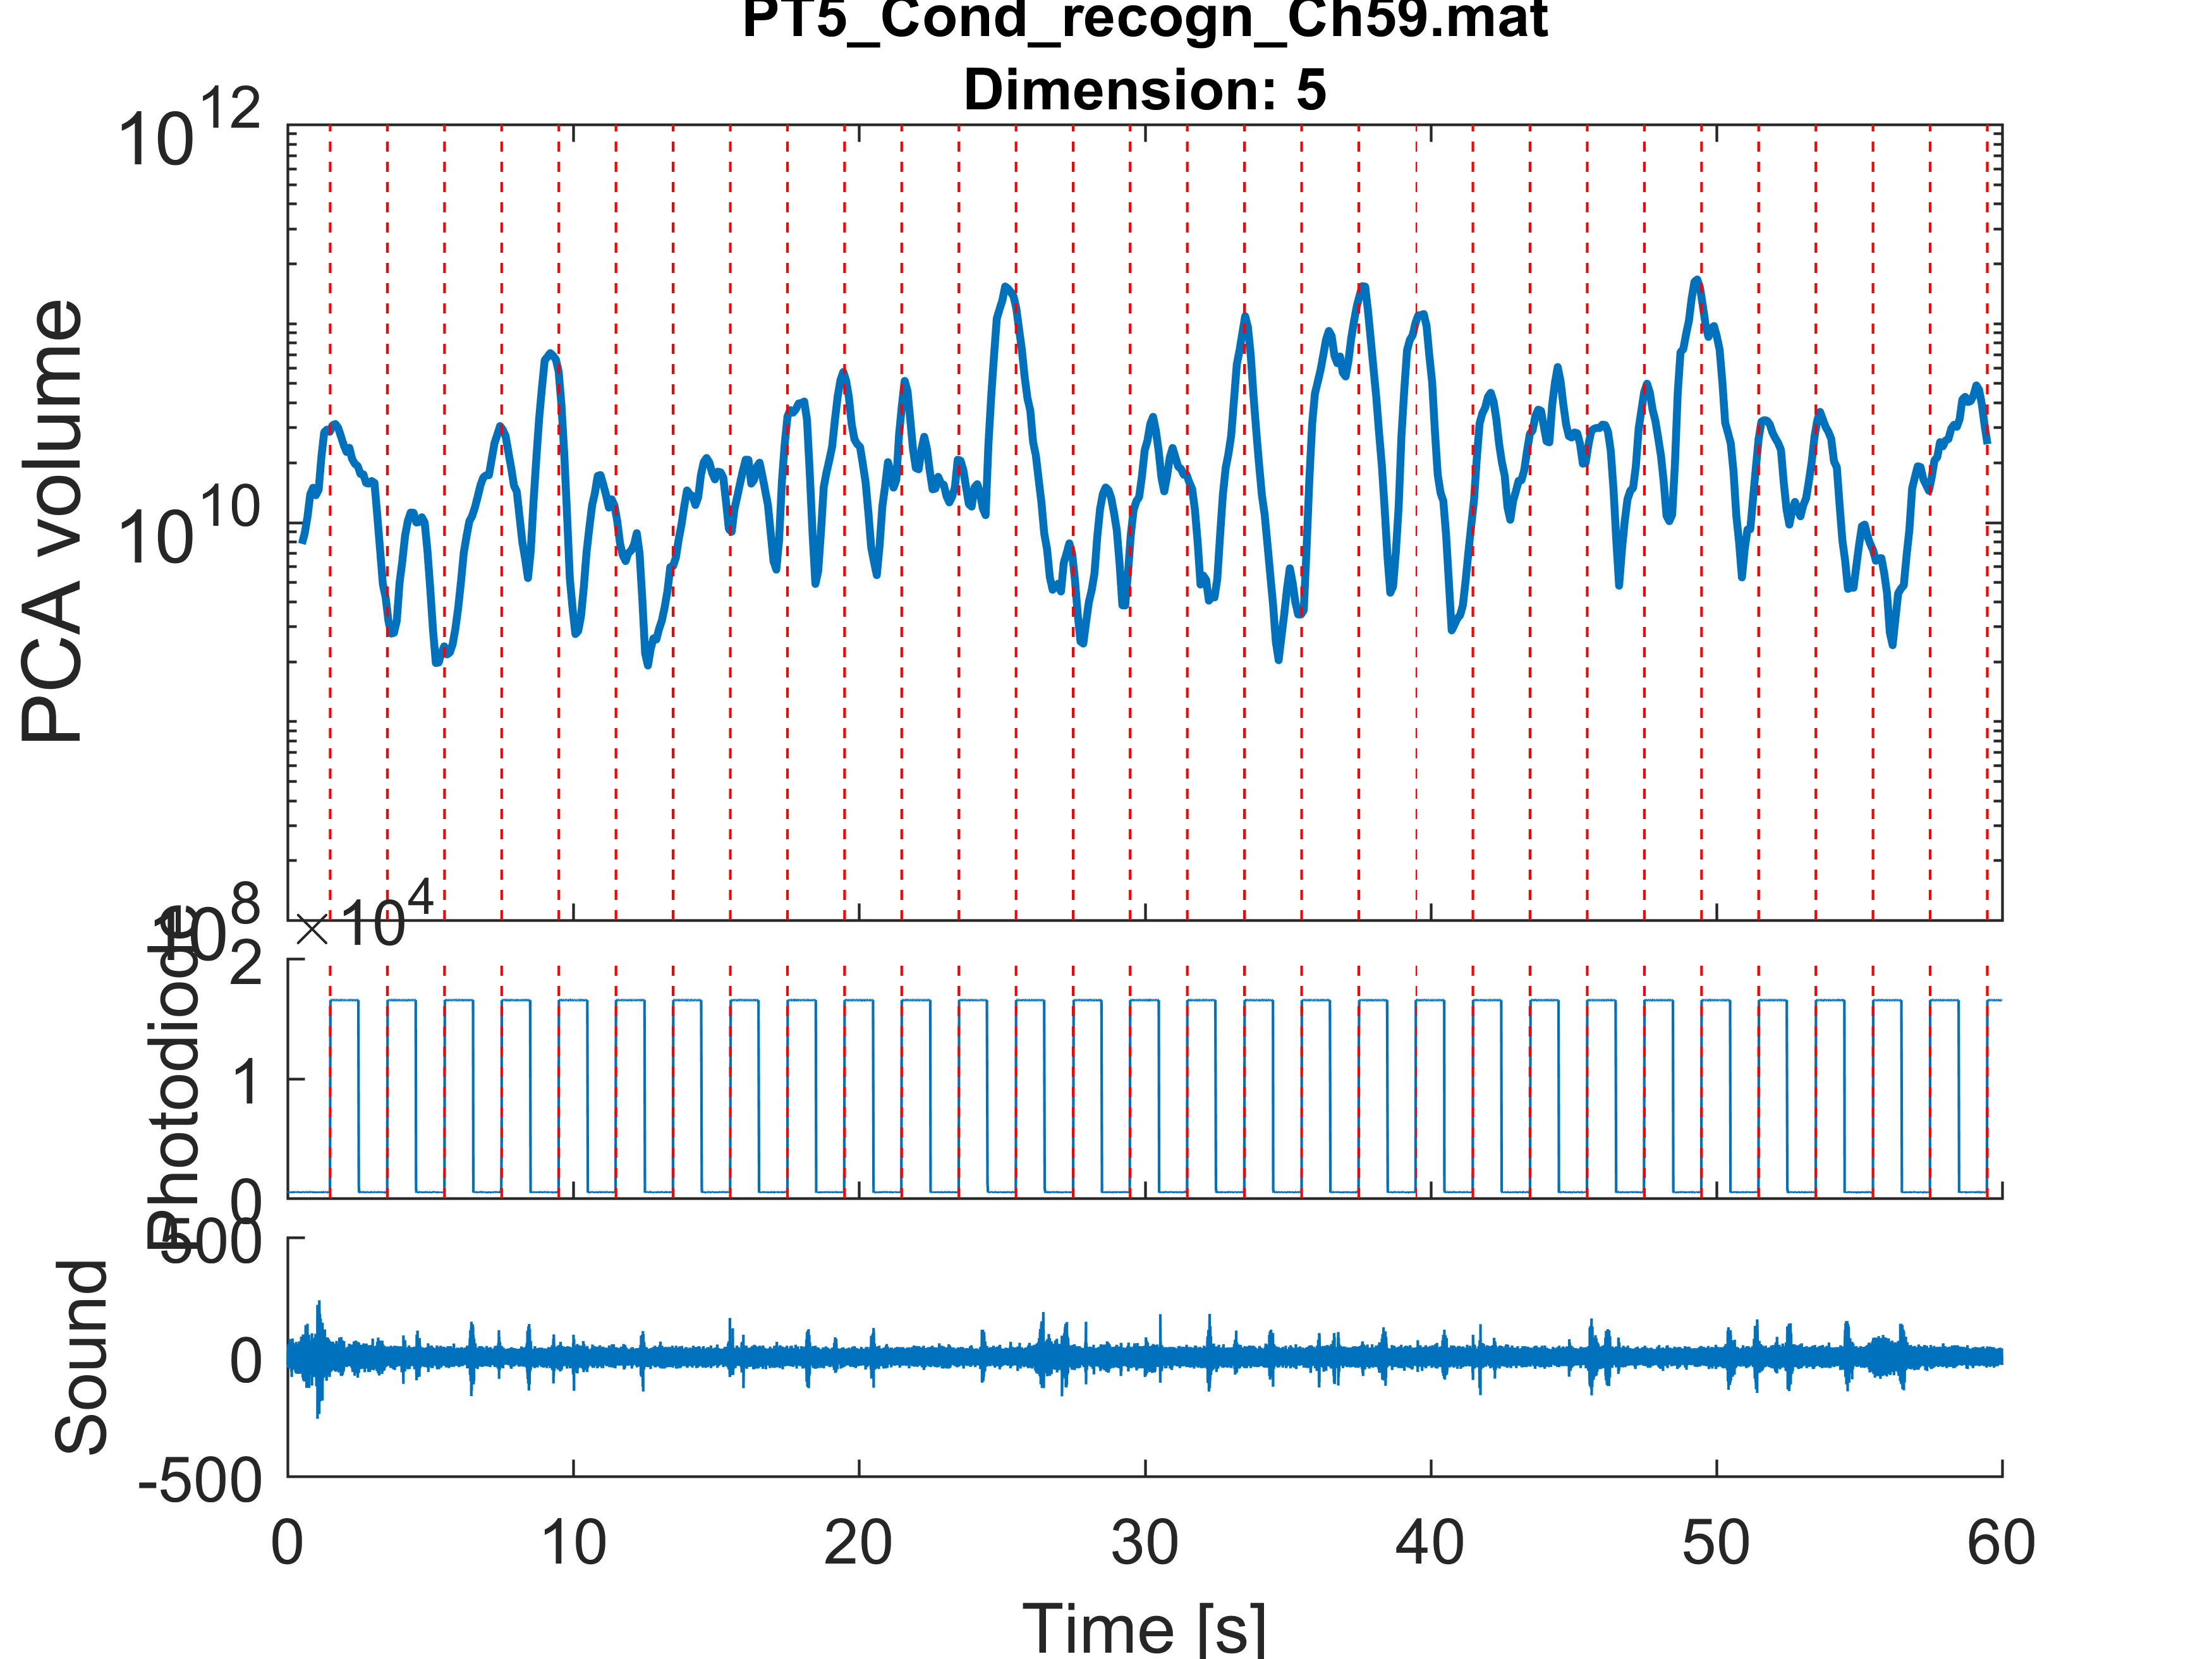 PT5_Cond_recogn_Ch59.mat
Dimension: 5
10^12
10^10
10^8
PCA volume
×10^4
2
1
0
Photodiode
500
0
-500
Sound
0 10 20 30 40 50 60
Time [s]